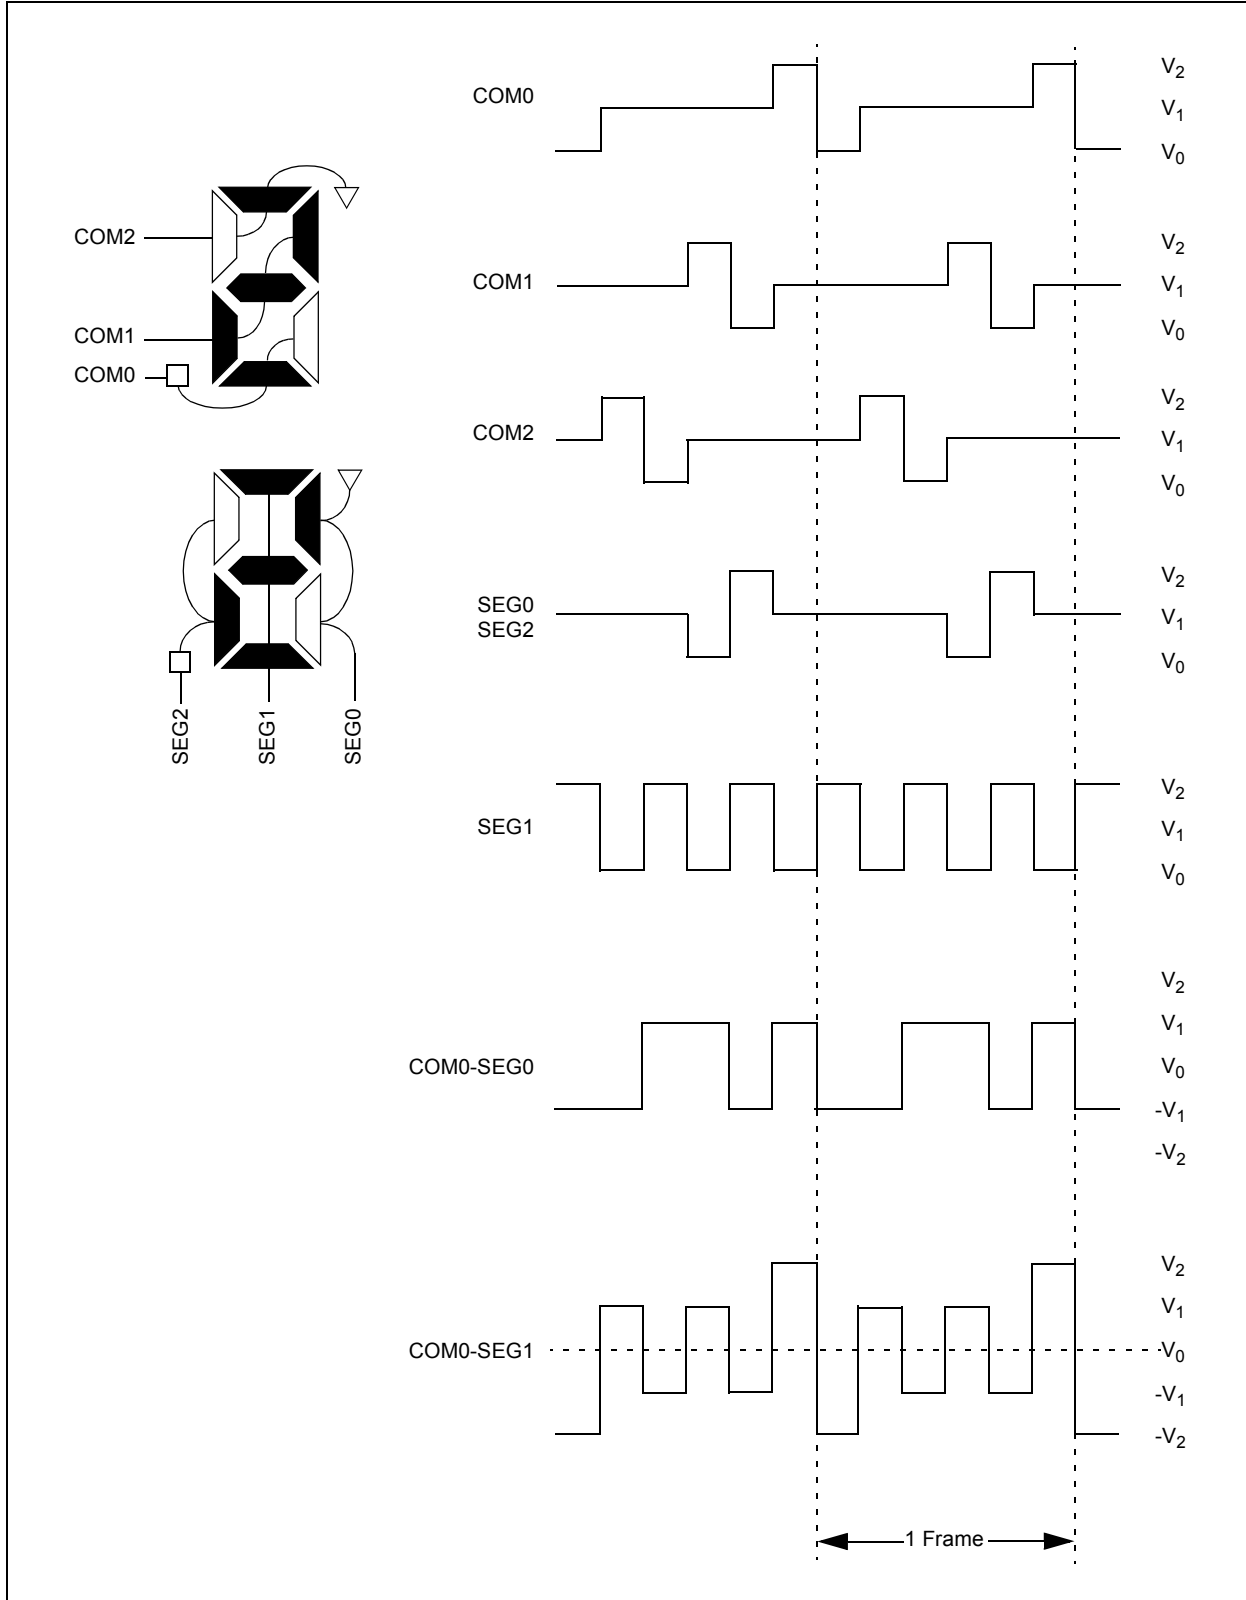 COM2
COM1
COM0
SEG2
SEG1
SEG0
COM0
V2
V1
V0
COM1
V2
V1
V0
COM2
V2
V1
V0
SEG0
SEG2
V2
V1
V0
SEG1
V2
V1
V0
COM0-SEG0
V2
V1
V0
-V1
-V2
COM0-SEG1
V2
V1
V0
-V1
-V2
1 Frame